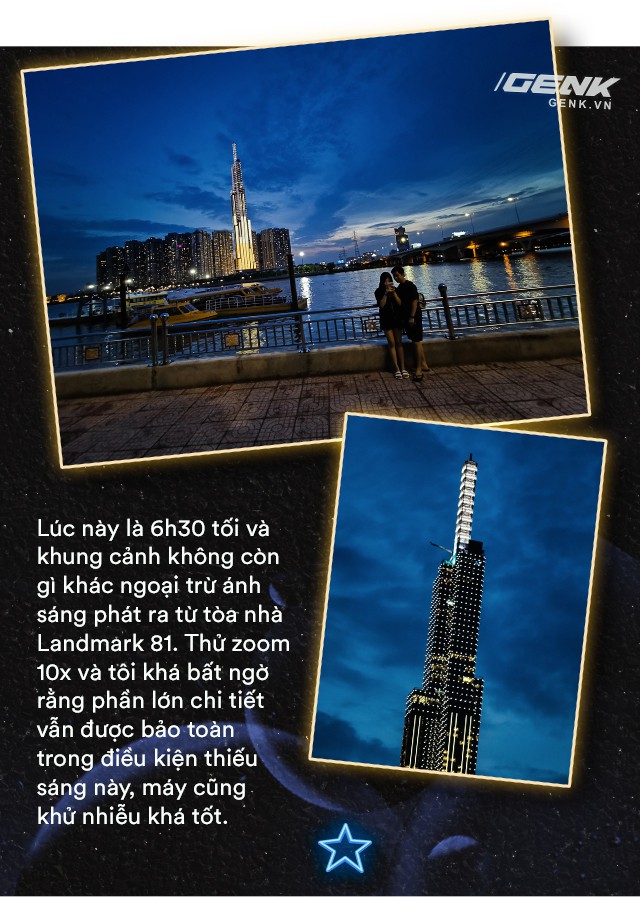 GENK
GENK.VN
Lúc này là 6h30 tối và
khung cảnh không còn
gì khác ngoại trừ ánh
sáng phát ra từ tòa nhà
Landmark 81. Thử zoom
10x và tôi khá bất ngờ
rằng phần lớn chi tiết
vẫn được bảo toàn
trong điều kiện thiếu
sáng này, máy cũng
khử nhiễu khá tốt.